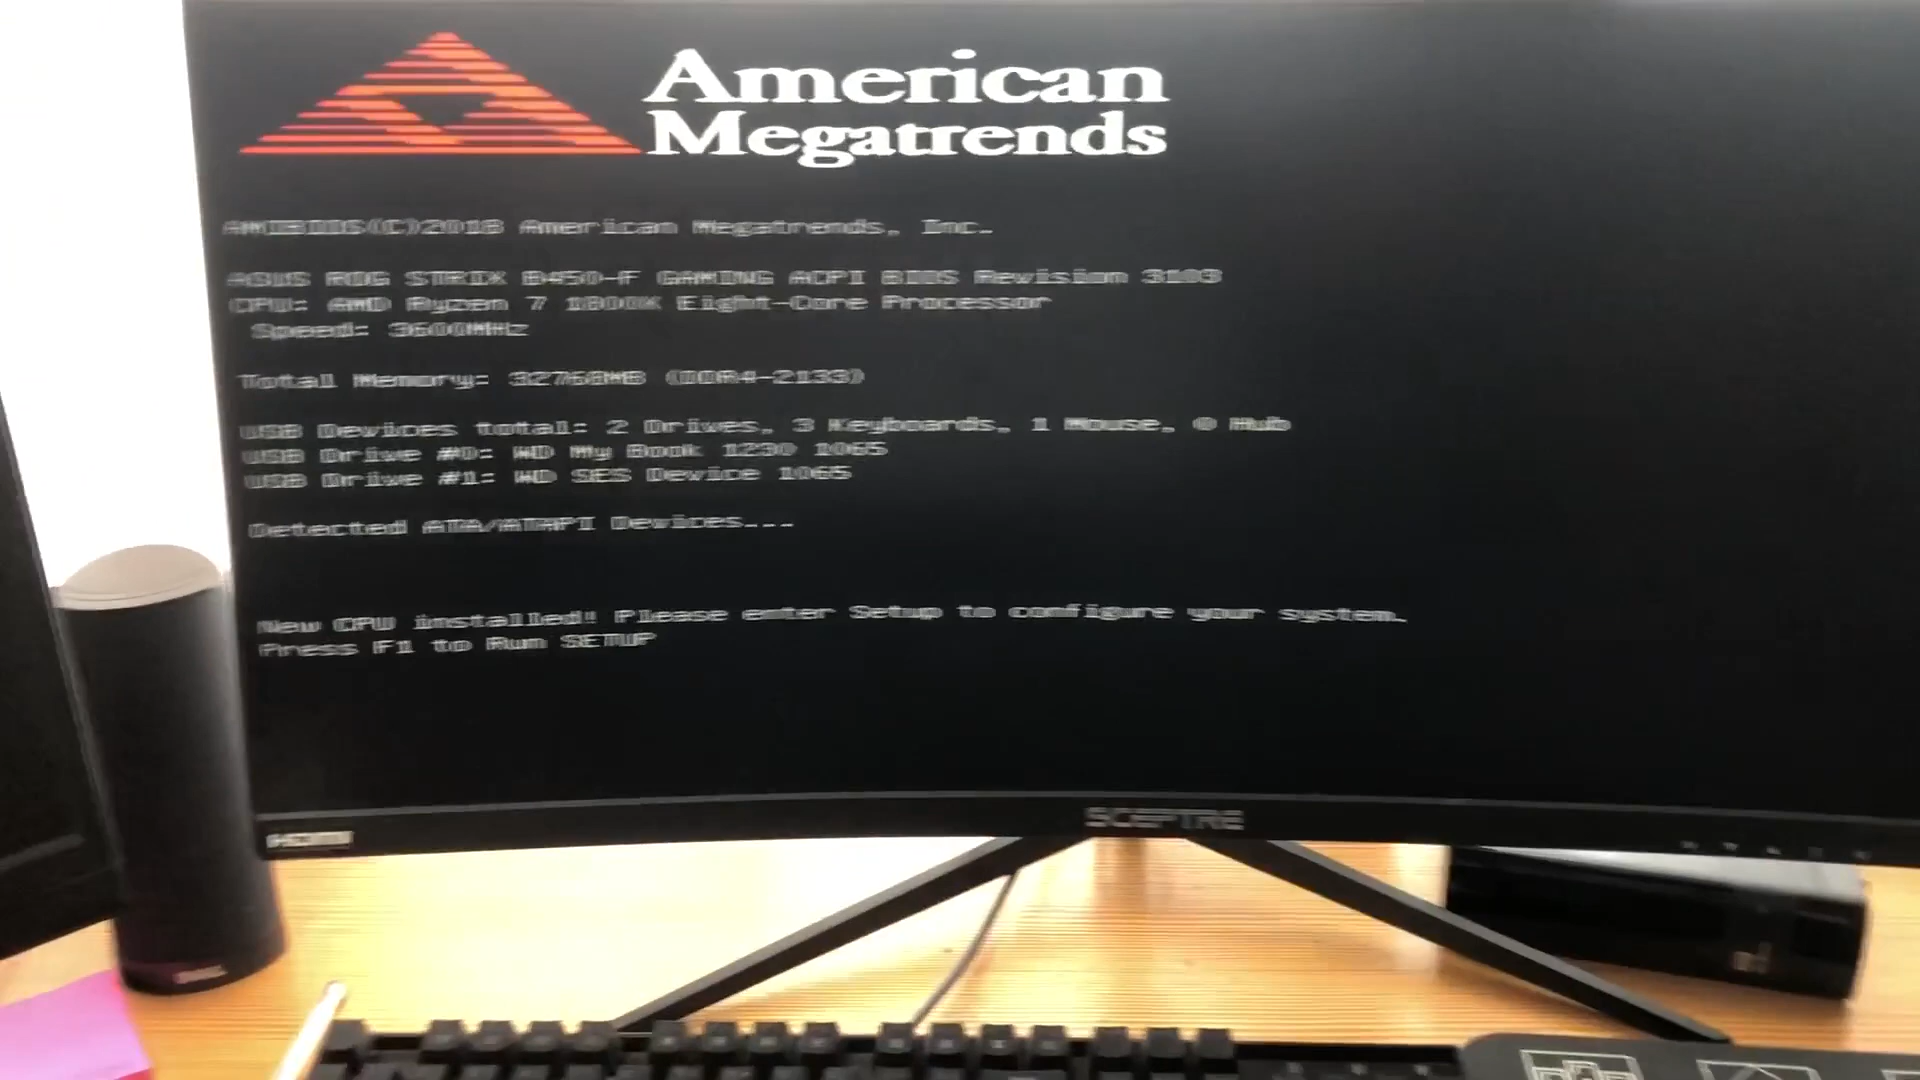 American
Megatrends
AMIBIOS(C)2018 American Megatrends, Inc.
ASUS ROG STRIX B450-F GAMING ACPI BIOS Revision 3103
CPU: AMD Ryzen 7 1800X Eight-Core Processor
Speed: 3600MHz
Total Memory: 32768MB (DDR4-2133)
USB Devices total: 2 Drives, 3 Keyboards, 1 Mouse, 0 Hub
USB Drive #0: WD My Book 1230 1065
USB Drive #1: WD SES Device 1065
Detected ATA/ATAPI Devices...
New CPU installed! Please enter Setup to configure your system.
Press F1 to Run SETUP
SCEPTRE
HDMI